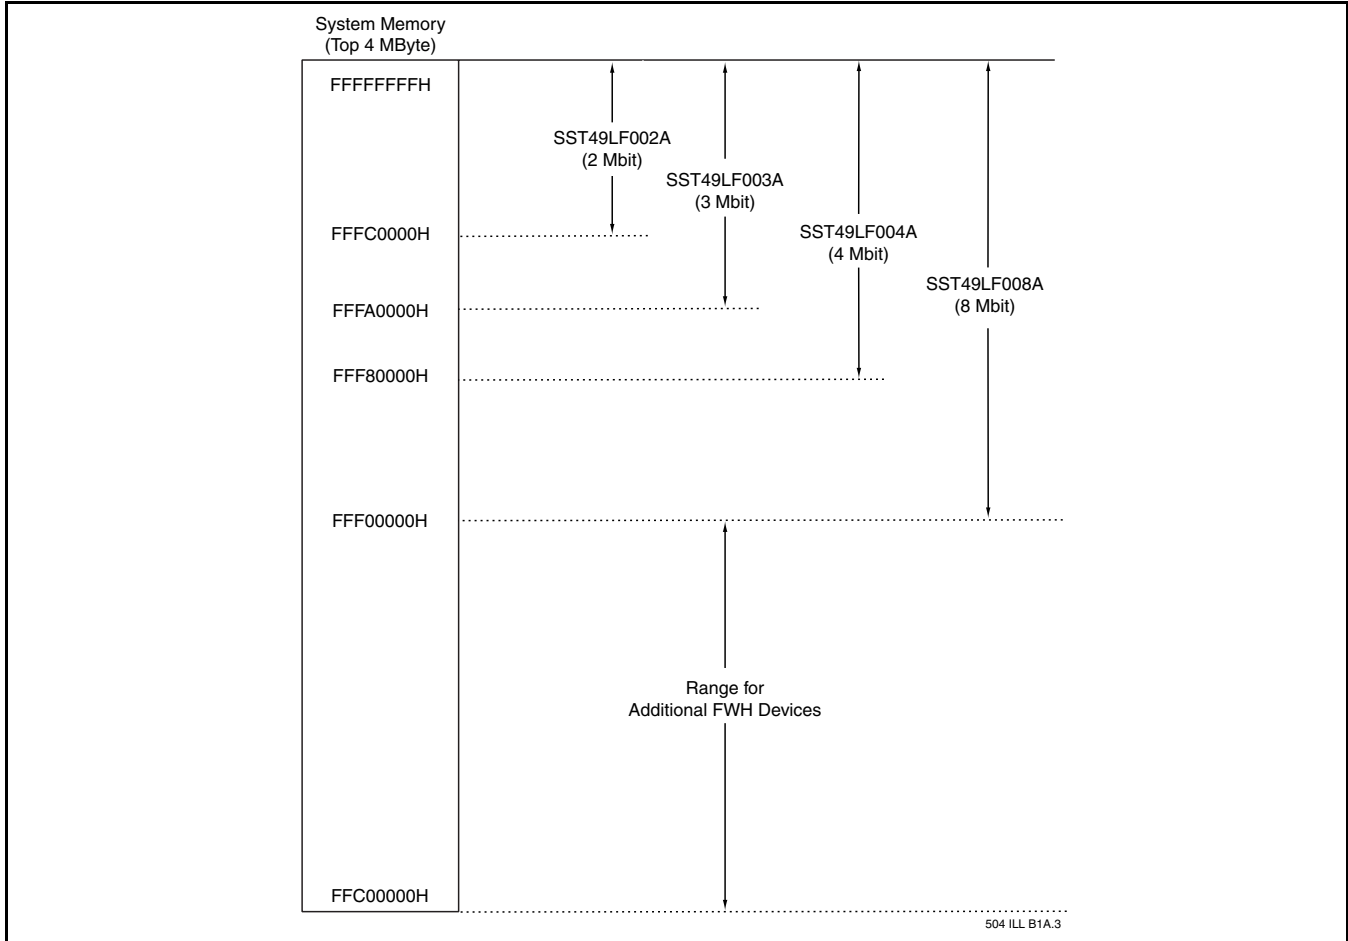 System Memory
(Top 4 MByte)
FFFFFFFFH
SST49LF002A
(2 Mbit)
SST49LF003A
(3 Mbit)
FFFC0000H
SST49LF004A
(4 Mbit)
SST49LF008A
(8 Mbit)
FFFA0000H
FFF80000H
FFF00000H
Range for
Additional FWH Devices
FFC00000H
504 ILL B1A.3